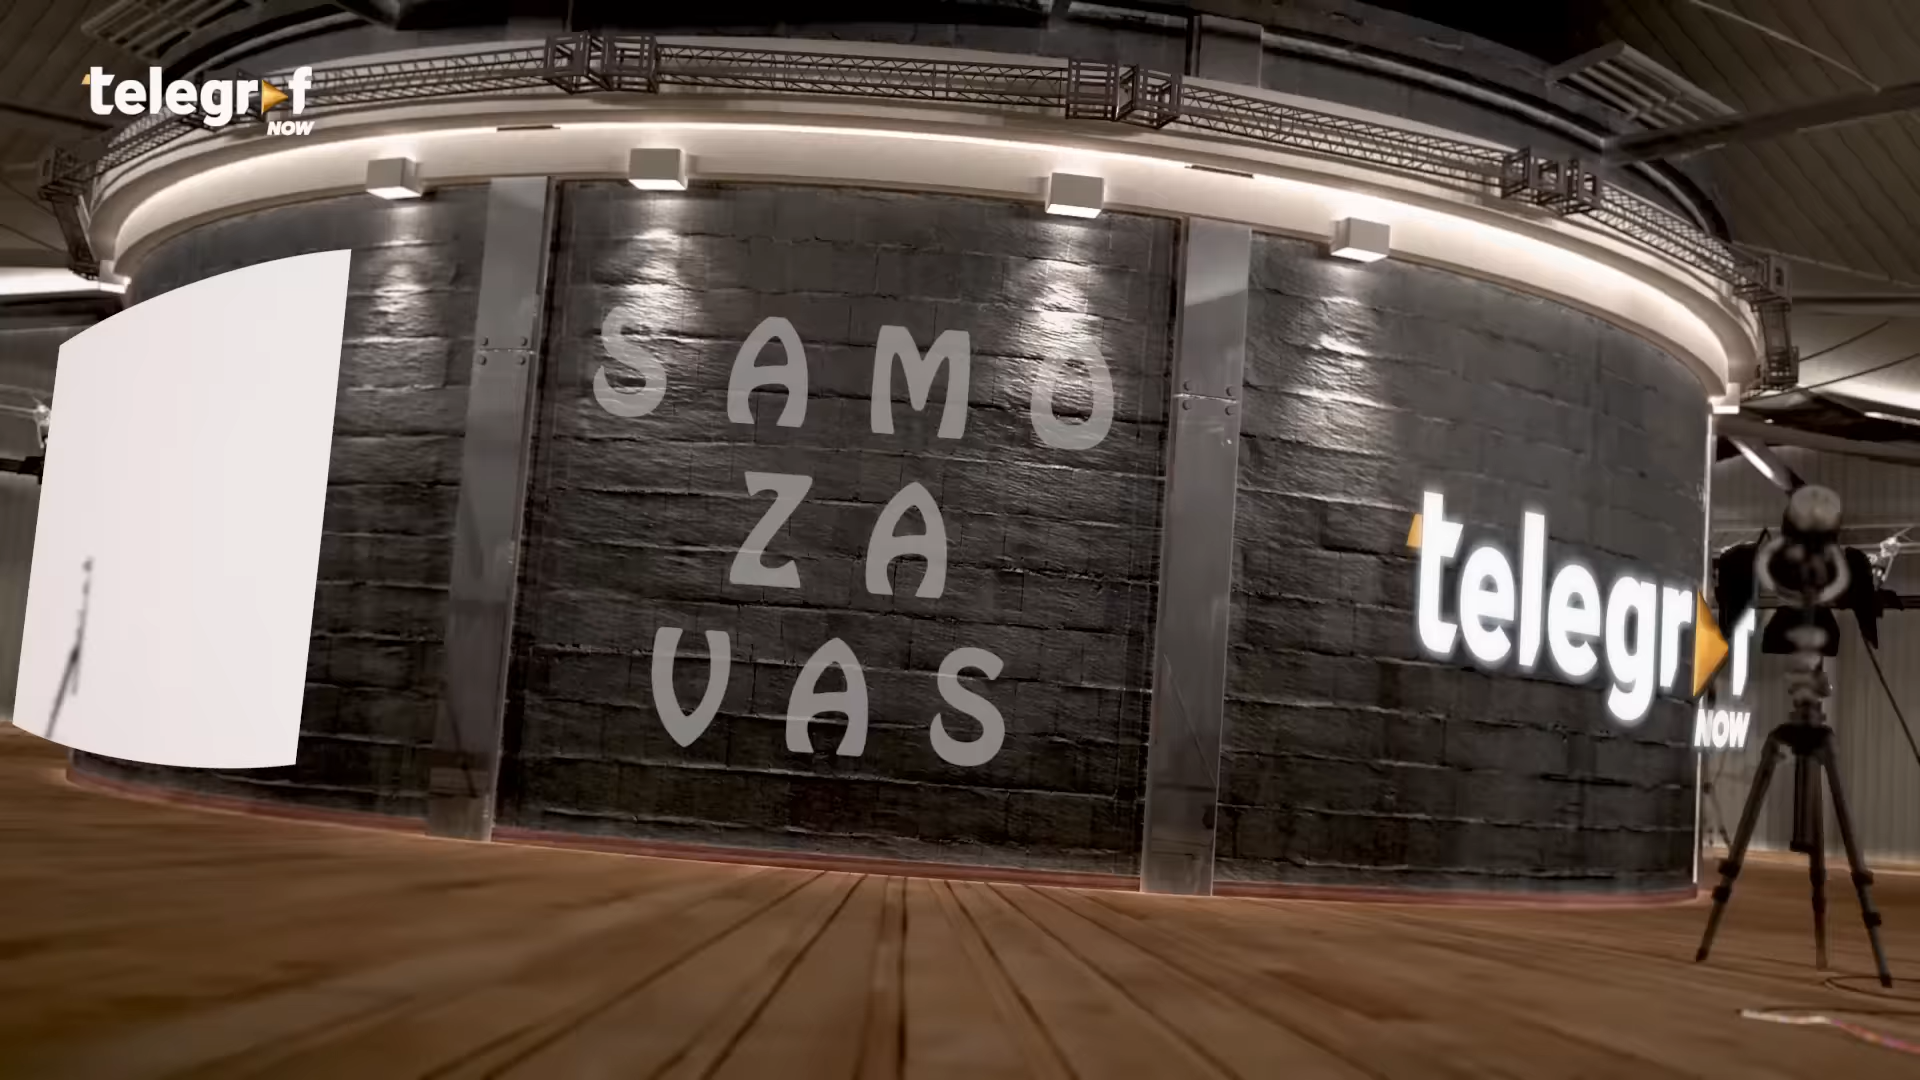 telegraf
NOW
SAMO
ZA
VAS
telegraf
NOW